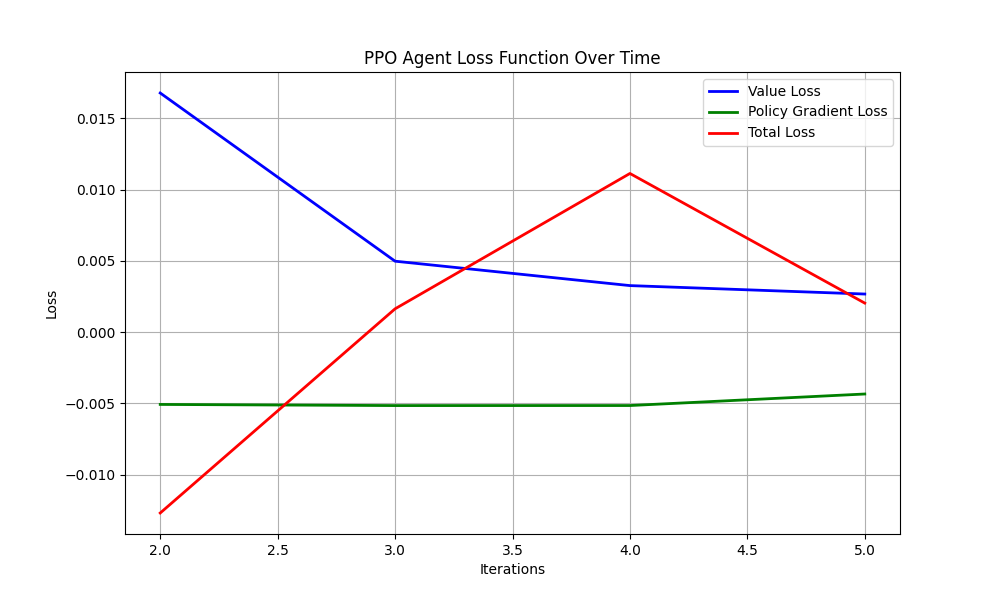 PPO Agent Loss Function Over Time
Value Loss
Policy Gradient Loss
Total Loss
0.015
0.010
0.005
0.000
−0.005
−0.010
Loss
2.0 2.5 3.0 3.5 4.0 4.5 5.0
Iterations